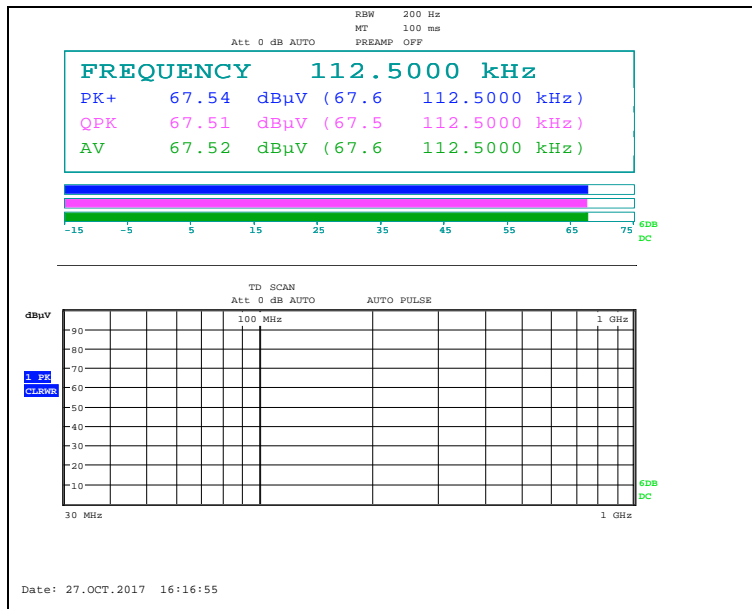 RBW 200 Hz
MT 100 ms
Att 0 dB AUTO PREAMP OFF
FREQUENCY 112.5000 kHz
PK+ 67.54 dBµV (67.6 112.5000 kHz)
QPK 67.51 dBµV (67.5 112.5000 kHz)
AV 67.52 dBµV (67.6 112.5000 kHz)
-15 -5 5 15 25 35 45 55 65 75
6DB
DC
TD SCAN
Att 0 dB AUTO AUTO PULSE
dBµV
100 MHz 1 GHz
90
80
70
1 PK
60
CLRWR
50
40
30
20
10
6DB
DC
30 MHz 1 GHz
Date: 27.OCT.2017 16:16:55